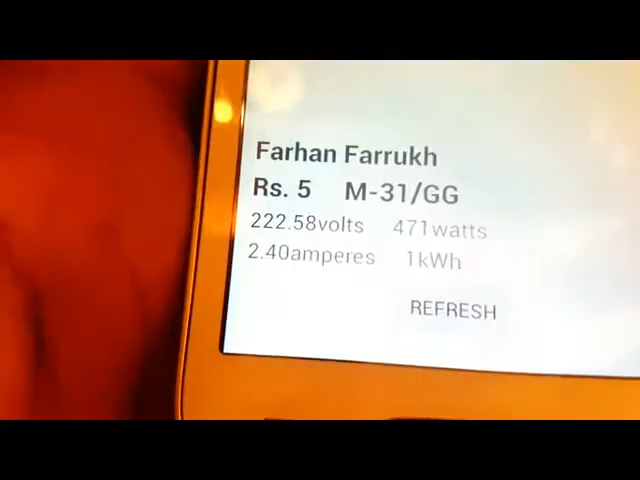 Farhan Farrukh
Rs. 5 M-31/GG
222.58volts 471watts
2.40amperes 1kWh
REFRESH